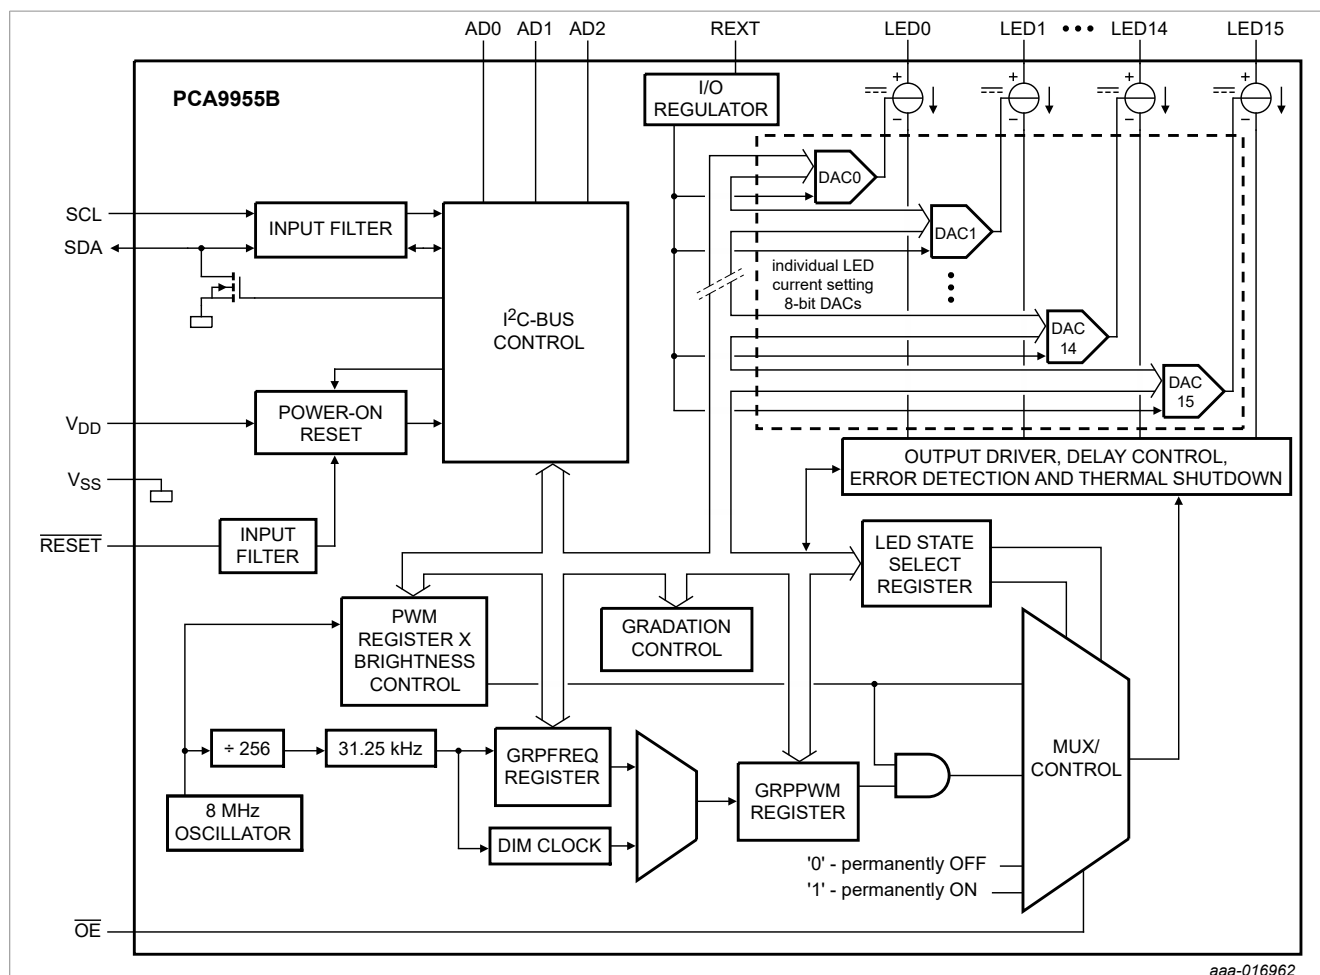 AD0 AD1 AD2 REXT LED0 LED1 ••• LED14 LED15
PCA9955B
I/O
REGULATOR
+ + + +
− − − −
DAC0
SCL
INPUT FILTER
SDA
DAC1
individual LED
current setting
8-bit DACs
I²C-BUS
CONTROL
DAC
14
DAC
15
VDD
POWER-ON
RESET
OUTPUT DRIVER, DELAY CONTROL,
ERROR DETECTION AND THERMAL SHUTDOWN
VSS
RESET
INPUT
FILTER
LED STATE
SELECT
REGISTER
PWM
REGISTER X
BRIGHTNESS
CONTROL
GRADATION
CONTROL
÷ 256
31.25 kHz
GRPFREQ
REGISTER
MUX/
CONTROL
GRPPWM
REGISTER
8 MHz
OSCILLATOR
DIM CLOCK
'0' - permanently OFF
'1' - permanently ON
OE
aaa-016962